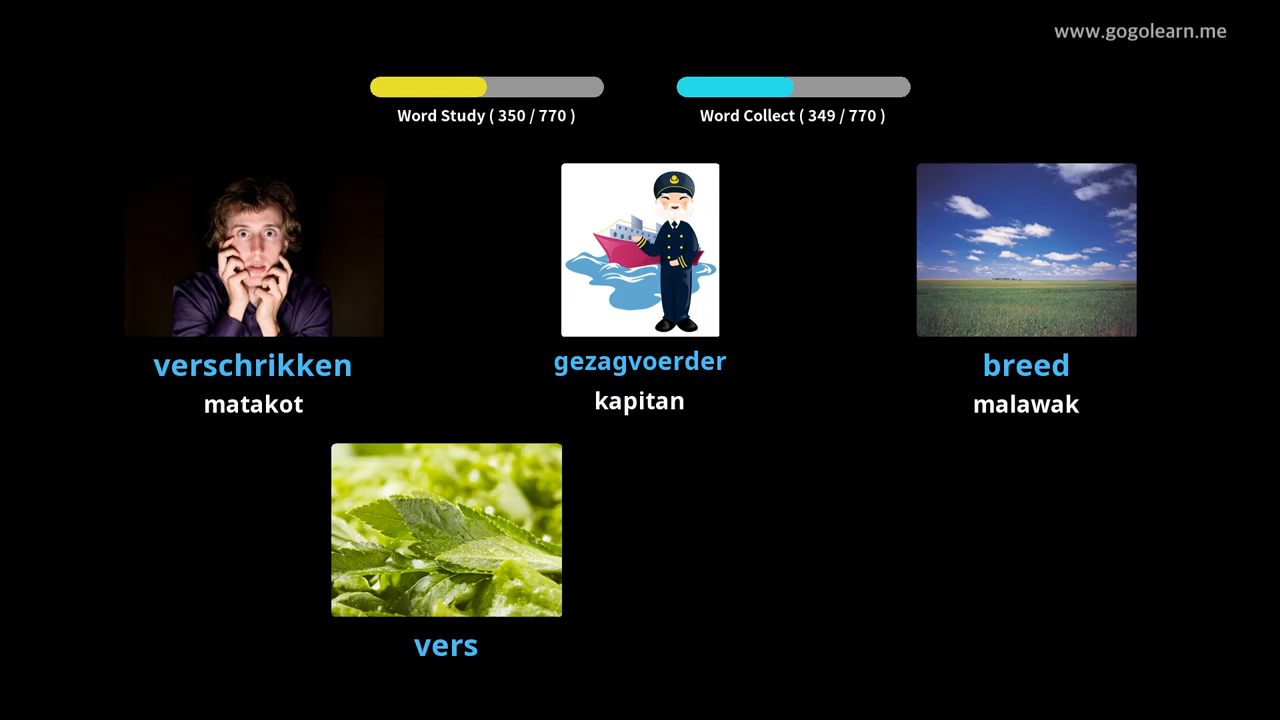 www.gogolearn.me
Word Study ( 350 / 770 )
Word Collect ( 349 / 770 )
verschrikken
matakot
gezagvoerder
kapitan
breed
malawak
vers